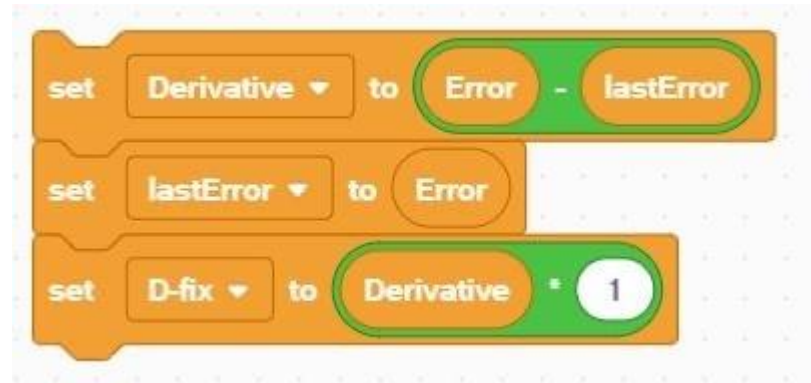 set Derivative to Error - lastError
set lastError to Error
set D-fix to Derivative * 1